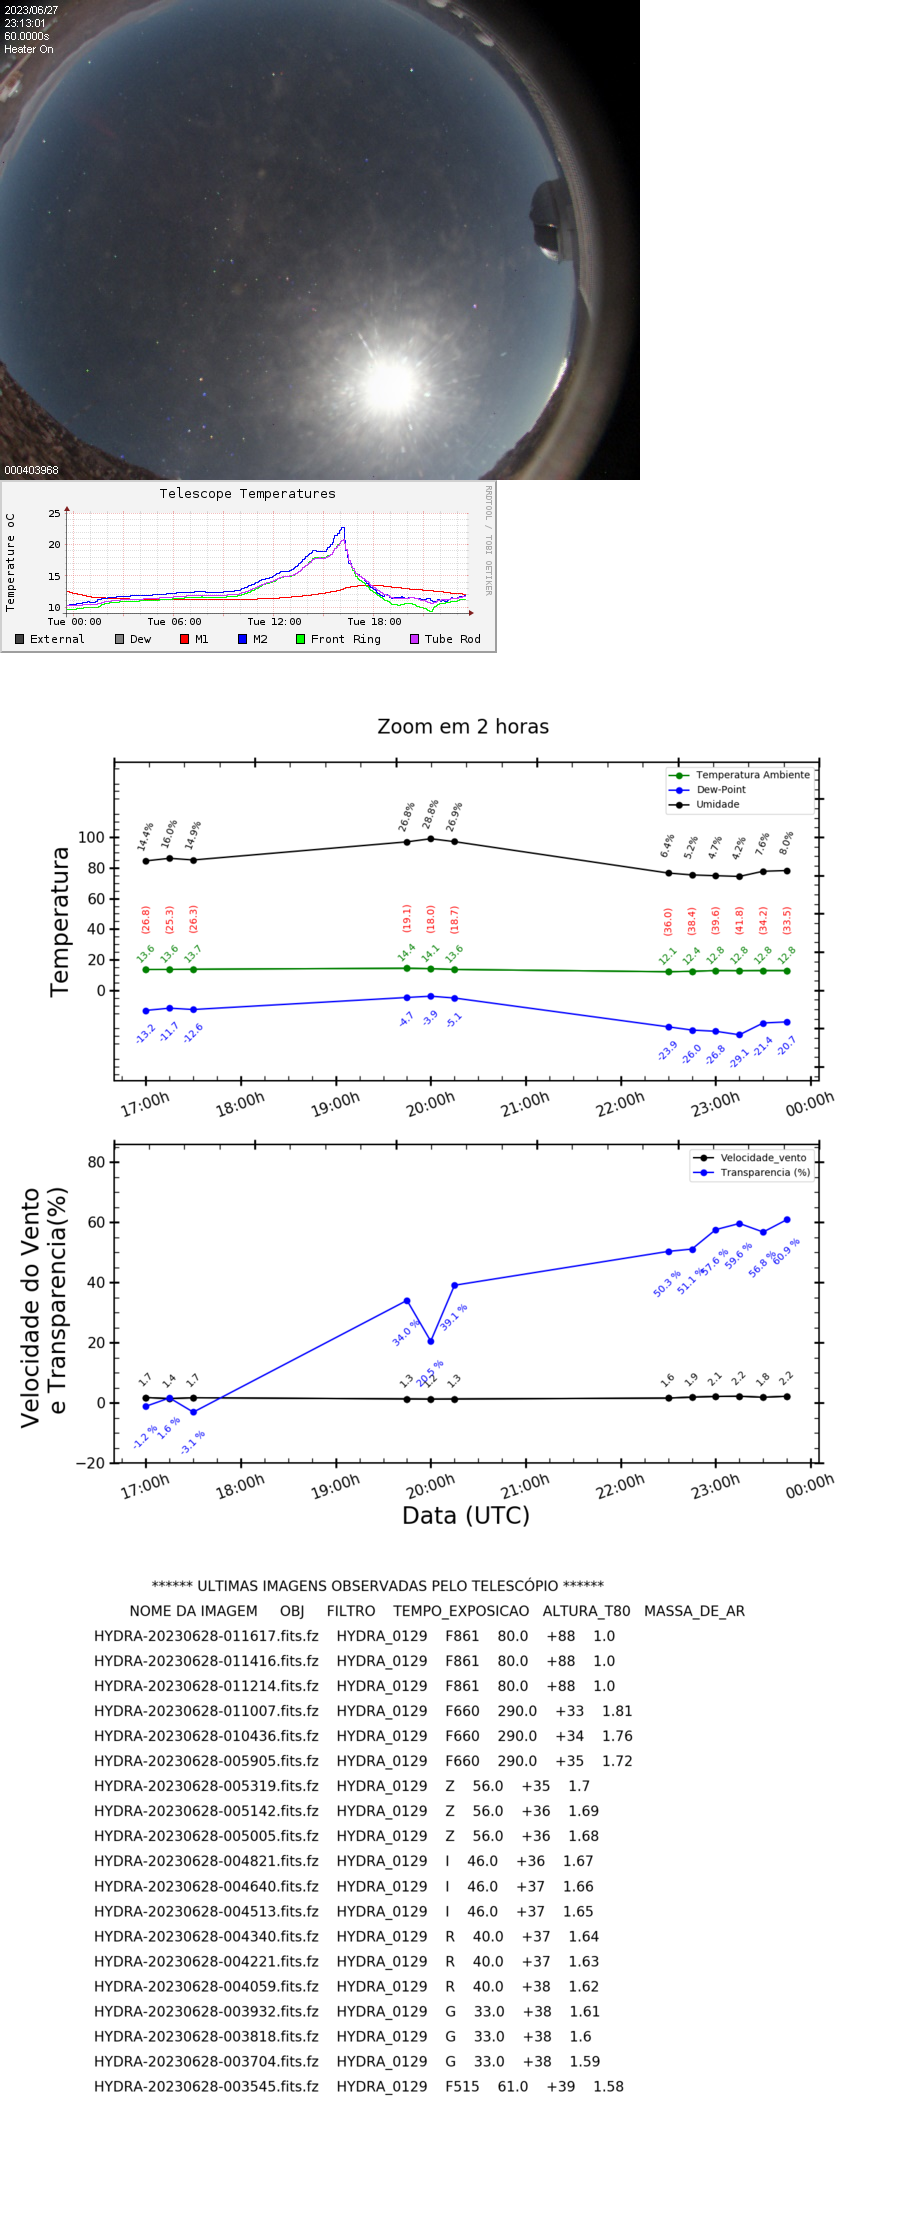 2023/06/27
23:13:01
60.0000s
Heater On
000403968
Telescope Temperatures
RRDTOOL / TOBI OETIKER
Temperature oC
25
20
15
10
Tue 00:00 Tue 06:00 Tue 12:00 Tue 18:00
External Dew M1 M2 Front Ring Tube Rod
Zoom em 2 horas
Temperatura Ambiente
Dew-Point
Umidade
Temperatura
100
80
60
40
20
0
14.4% 16.0% 14.9% 26.8% 28.8% 26.9% 6.4% 5.2% 4.7% 4.2% 7.6% 8.0%
(26.8) (25.3) (26.3) (19.1) (18.0) (18.7) (36.0) (38.4) (39.6) (41.8) (34.2) (33.5)
13.6 13.6 13.7 14.4 14.1 13.6 12.1 12.4 12.8 12.8 12.8 12.8
-13.2 -11.7 -12.6 -4.7 -3.9 -5.1 -23.9 -26.0 -26.8 -29.1 -21.4 -20.7
17:00h 18:00h 19:00h 20:00h 21:00h 22:00h 23:00h 00:00h
Velocidade_vento
Transparencia (%)
Velocidade do Vento
e Transparencia(%)
80
60
40
20
0
−20
50.3 % 51.1 % 57.6 % 59.6 % 56.8 % 60.9 %
34.0 % 20.5 % 39.1 %
1.7 1.4 1.7 1.3 1.2 1.3 1.6 1.9 2.1 2.2 1.8 2.2
-1.2 % 1.6 % -3.1 %
17:00h 18:00h 19:00h 20:00h 21:00h 22:00h 23:00h 00:00h
Data (UTC)
****** ULTIMAS IMAGENS OBSERVADAS PELO TELESCÓPIO ******
NOME DA IMAGEM OBJ FILTRO TEMPO_EXPOSICAO ALTURA_T80 MASSA_DE_AR
HYDRA-20230628-011617.fits.fz HYDRA_0129 F861 80.0 +88 1.0
HYDRA-20230628-011416.fits.fz HYDRA_0129 F861 80.0 +88 1.0
HYDRA-20230628-011214.fits.fz HYDRA_0129 F861 80.0 +88 1.0
HYDRA-20230628-011007.fits.fz HYDRA_0129 F660 290.0 +33 1.81
HYDRA-20230628-010436.fits.fz HYDRA_0129 F660 290.0 +34 1.76
HYDRA-20230628-005905.fits.fz HYDRA_0129 F660 290.0 +35 1.72
HYDRA-20230628-005319.fits.fz HYDRA_0129 Z 56.0 +35 1.7
HYDRA-20230628-005142.fits.fz HYDRA_0129 Z 56.0 +36 1.69
HYDRA-20230628-005005.fits.fz HYDRA_0129 Z 56.0 +36 1.68
HYDRA-20230628-004821.fits.fz HYDRA_0129 I 46.0 +36 1.67
HYDRA-20230628-004640.fits.fz HYDRA_0129 I 46.0 +37 1.66
HYDRA-20230628-004513.fits.fz HYDRA_0129 I 46.0 +37 1.65
HYDRA-20230628-004340.fits.fz HYDRA_0129 R 40.0 +37 1.64
HYDRA-20230628-004221.fits.fz HYDRA_0129 R 40.0 +37 1.63
HYDRA-20230628-004059.fits.fz HYDRA_0129 R 40.0 +38 1.62
HYDRA-20230628-003932.fits.fz HYDRA_0129 G 33.0 +38 1.61
HYDRA-20230628-003818.fits.fz HYDRA_0129 G 33.0 +38 1.6
HYDRA-20230628-003704.fits.fz HYDRA_0129 G 33.0 +38 1.59
HYDRA-20230628-003545.fits.fz HYDRA_0129 F515 61.0 +39 1.58